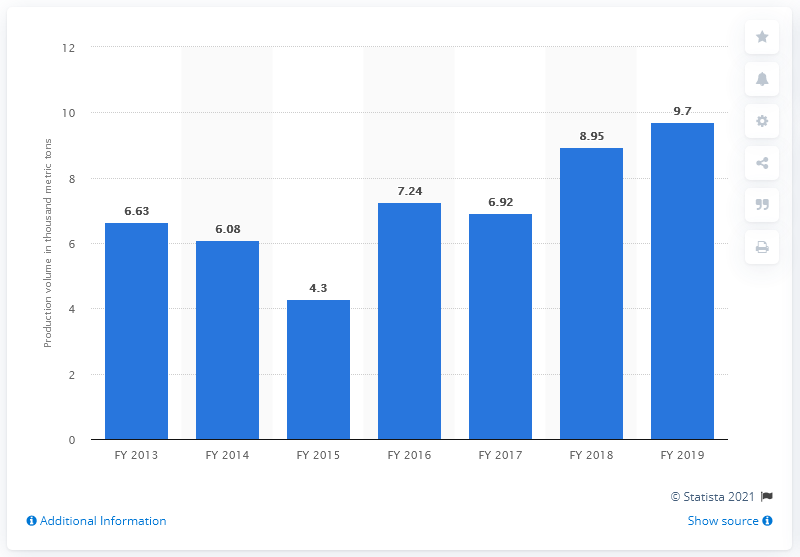 Production volume in thousand metric tons
12
10
8
6
4
2
0
6.63
6.08
4.3
7.24
6.92
8.95
9.7
FY 2013
FY 2014
FY 2015
FY 2016
FY 2017
FY 2018
FY 2019
© Statista 2021
Additional Information
Show source